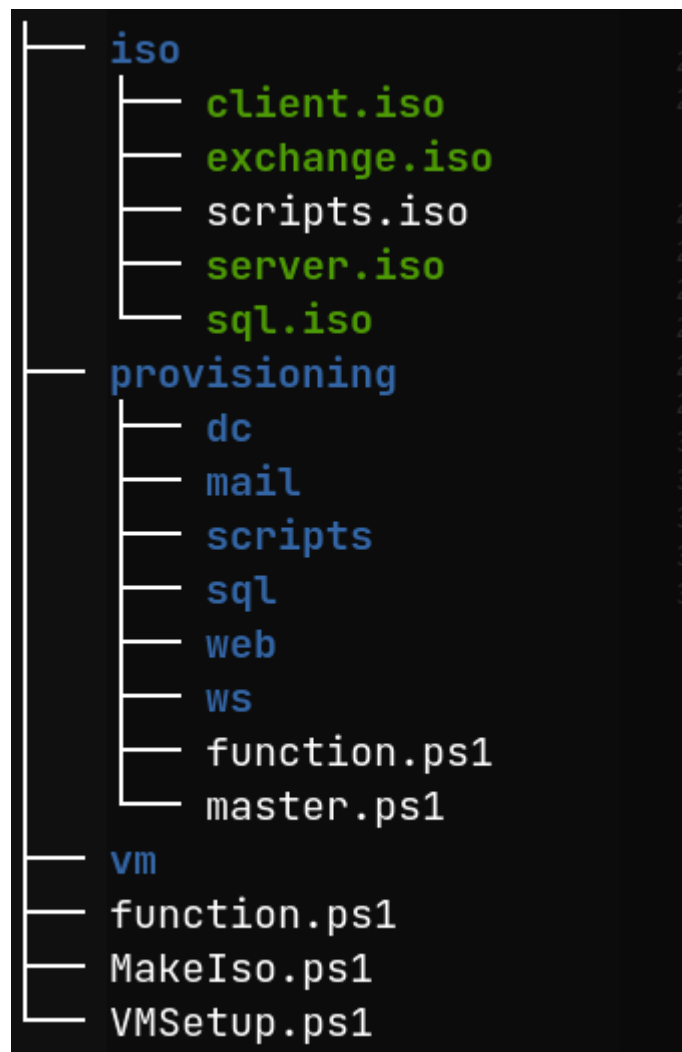 iso
client.iso
exchange.iso
scripts.iso
server.iso
sql.iso
provisioning
dc
mail
scripts
sql
web
ws
function.ps1
master.ps1
vm
function.ps1
MakeIso.ps1
VMSetup.ps1